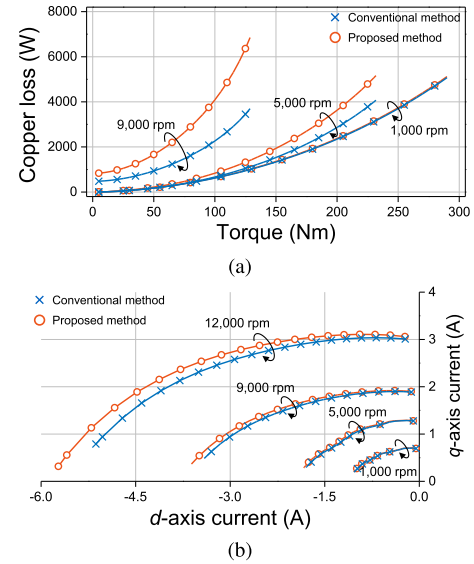 (a)
8000
6000
4000
2000
0
Copper loss (W)
Conventional method
Proposed method
9,000 rpm
5,000 rpm
1,000 rpm
0 50 100 150 200 250 300
Torque (Nm)
(a)
Conventional method
Proposed method
12,000 rpm
9,000 rpm
5,000 rpm
1,000 rpm
4
3
2
1
0
q-axis current (A)
-6.0 -4.5 -3.0 -1.5 0.0
d-axis current (A)
(b)